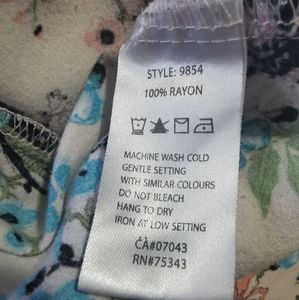 STYLE: 9854
100% RAYON
MACHINE WASH COLD
GENTLE SETTING
WITH SIMILAR COLOURS
DO NOT BLEACH
HANG TO DRY
IRON AT LOW SETTING
CA#07043
RN#75343